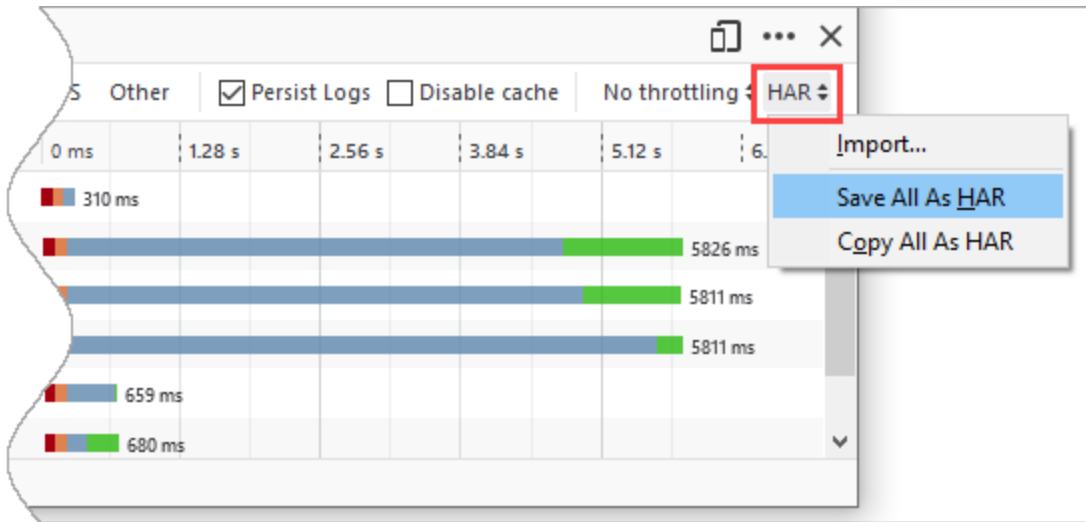 S Other Persist Logs Disable cache No throttling HAR
0 ms 1.28 s 2.56 s 3.84 s 5.12 s 6.
Import...
310 ms
Save All As HAR
Copy All As HAR
5826 ms
5811 ms
5811 ms
659 ms
680 ms